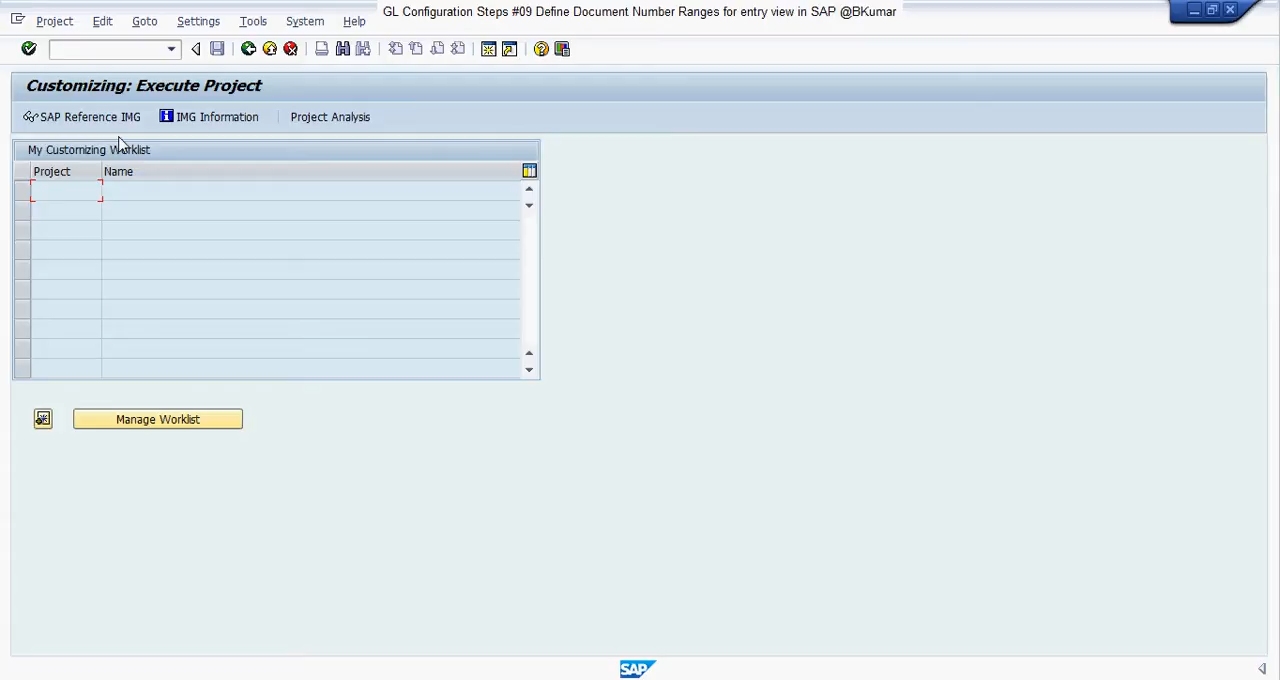 GL Configuration Steps #09 Define Document Number Ranges for entry view in SAP @BKumar
Project Edit Goto Settings Tools System Help
Customizing: Execute Project
SAP Reference IMG IMG Information Project Analysis
My Customizing Worklist
Project Name
Manage Worklist
SAP